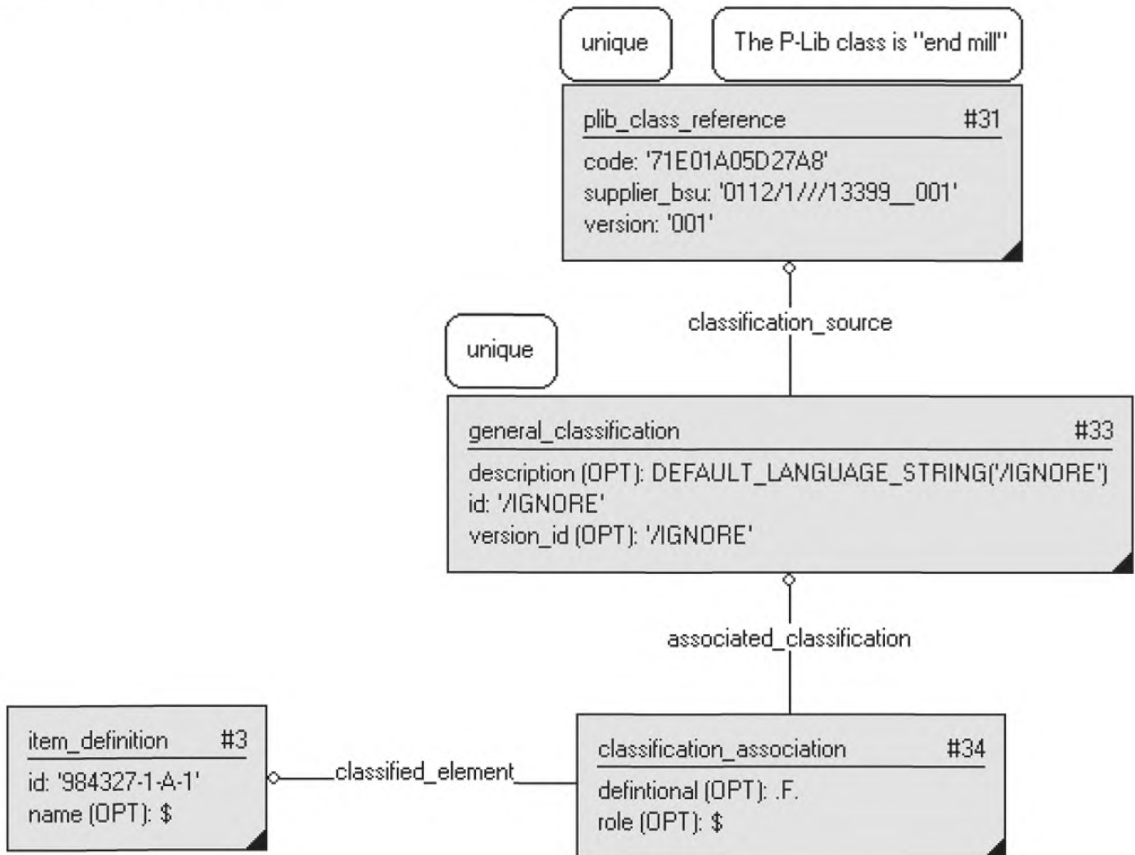 unique
The P-Lib class is "end mill"
plib_class_reference #31
code: '71E01A05D27A8'
supplier_bsu: '0112/1///13399__001'
version: '001'
classification_source
unique
general_classification #33
description (OPT): DEFAULT_LANGUAGE_STRING('/IGNORE')
id: '/IGNORE'
version_id (OPT): '/IGNORE'
associated_classification
item_definition #3
id: '984327-1-A-1'
name (OPT): $
classified_element
classification_association #34
defintional (OPT): .F.
role (OPT): $